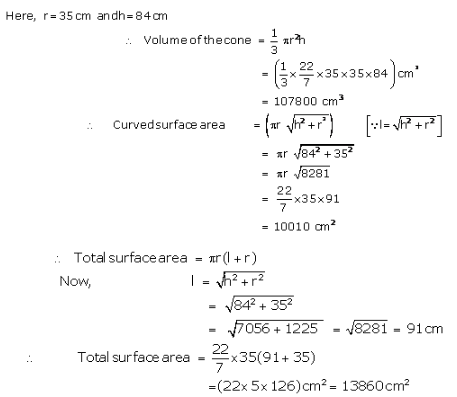 Here, r = 35 cm and h = 84 cm
∴ Volume of the cone = 1/3 πr²h
= (1/3 × 22/7 × 35 × 35 × 84) cm³
= 107800 cm³
∴ Curved surface area = (πr √(h² + r²)) [∵ l = √(h² + r²)]
= πr √(84² + 35²)
= πr √8281
= 22/7 × 35 × 91
= 10010 cm²
∴ Total surface area = πr(l + r)
Now, l = √(h² + r²)
= √(84² + 35²)
= √(7056 + 1225) = √8281 = 91 cm
∴ Total surface area = 22/7 × 35(91 + 35)
= (22 × 5 × 126) cm² = 13860 cm²